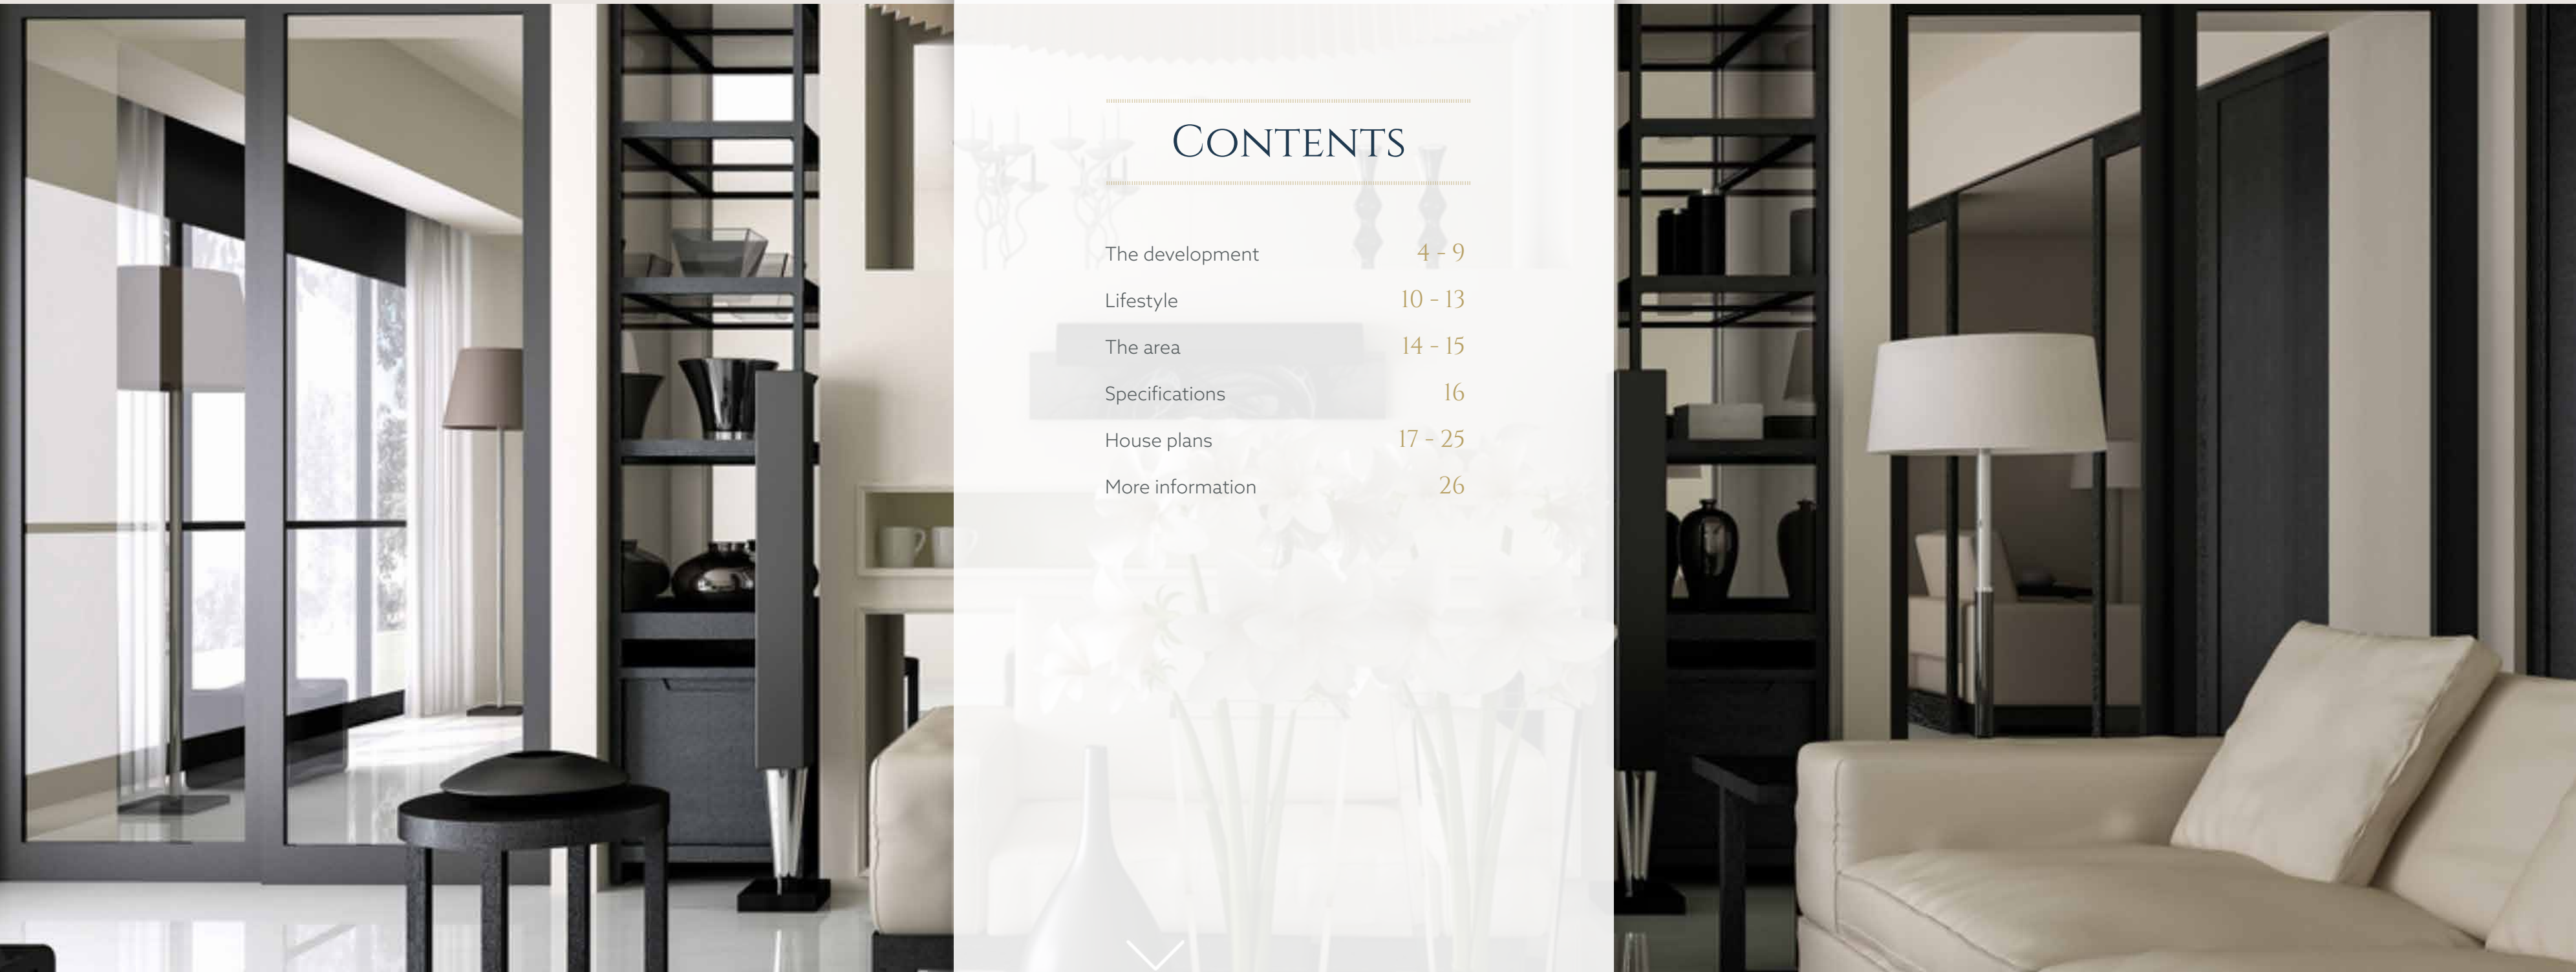 Contents
The development 4 - 9
Lifestyle 10 - 13
The area 14 - 15
Specifications 16
House plans 17 - 25
More information 26